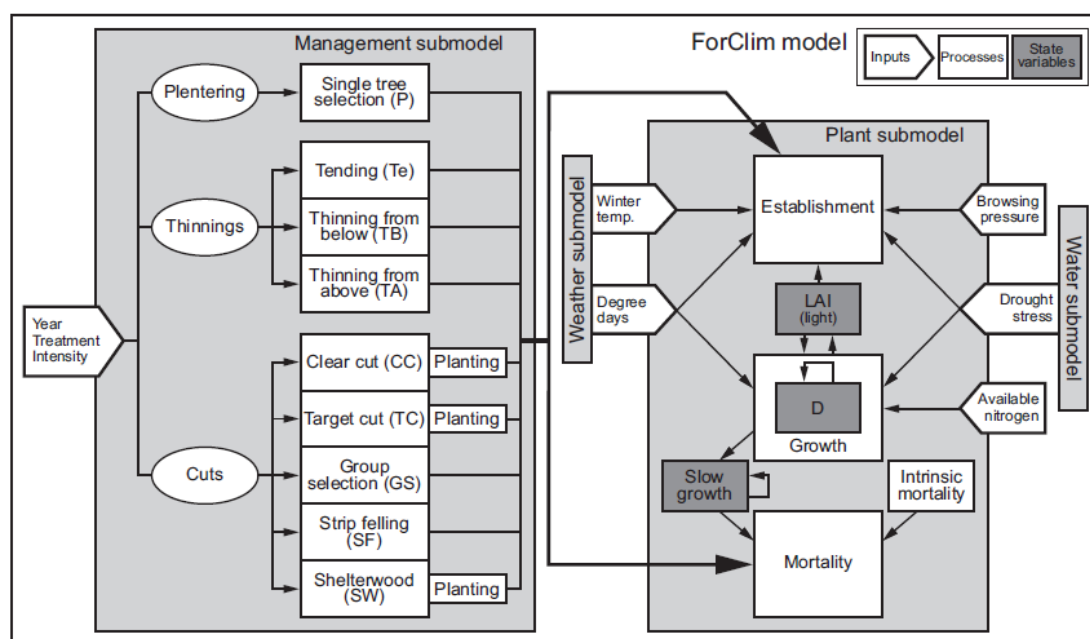 Management submodel
ForClim model
Inputs
Processes
State
variables
Plentering
Single tree
selection (P)
Plant submodel
Thinnings
Tending (Te)
Thinning from
below (TB)
Thinning from
above (TA)
Weather submodel
Winter
temp.
Establishment
Browsing
pressure
Water submodel
Degree
days
LAI
(light)
Drought
stress
Year
Treatment
Intensity
Clear cut (CC)
Planting
Target cut (TC)
Planting
D
Growth
Available
nitrogen
Cuts
Group
selection (GS)
Slow
growth
Intrinsic
mortality
Strip felling
(SF)
Mortality
Shelterwood
(SW)
Planting